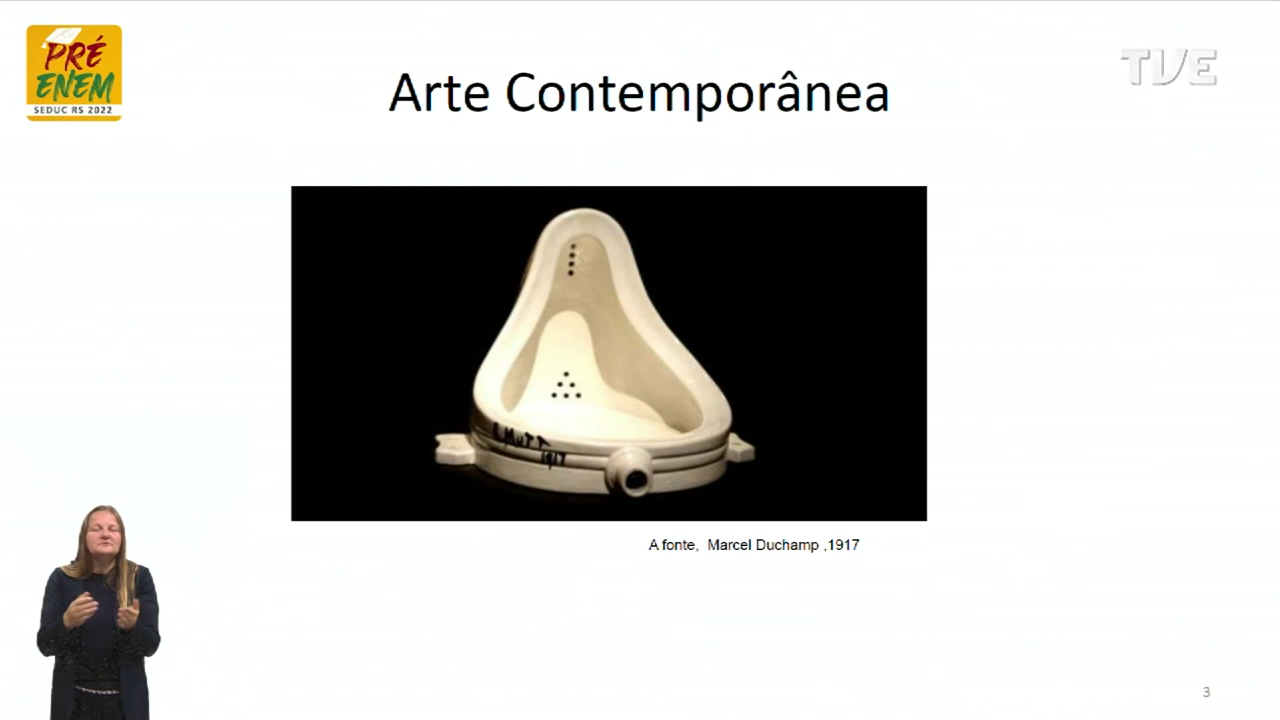 PRÉ
ENEM
SEDUC RS 2022
TVE
Arte Contemporânea
R.MUTT
1917
A fonte, Marcel Duchamp ,1917
3